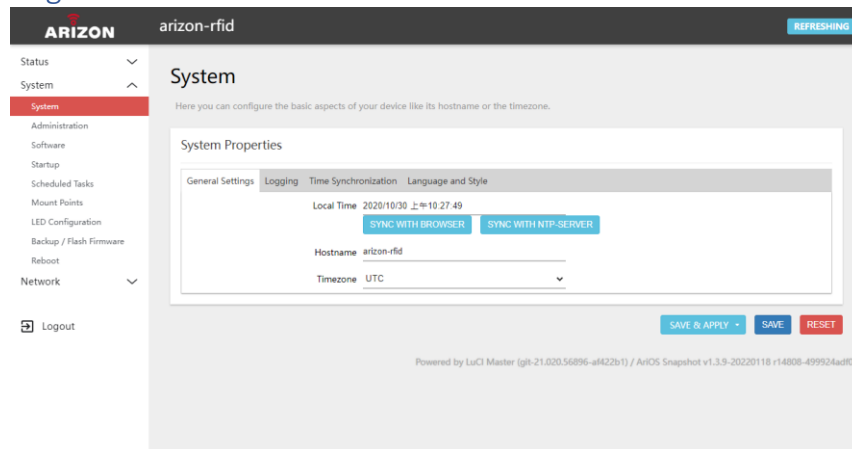 ARIZON
arizon-rfid
REFRESHING
Status
System
System
Administration
Software
Startup
Scheduled Tasks
Mount Points
LED Configuration
Backup / Flash Firmware
Reboot
Network
Logout
System
Here you can configure the basic aspects of your device like its hostname or the timezone.
System Properties
General Settings Logging Time Synchronization Language and Style
Local Time 2020/10/30 上午10:27:49
SYNC WITH BROWSER SYNC WITH NTP-SERVER
Hostname arizon-rfid
Timezone UTC
SAVE & APPLY SAVE RESET
Powered by LuCI Master (git-21.020.56896-af422b1) / AriOS Snapshot v1.3.9-20220118 r14808-499924adf0